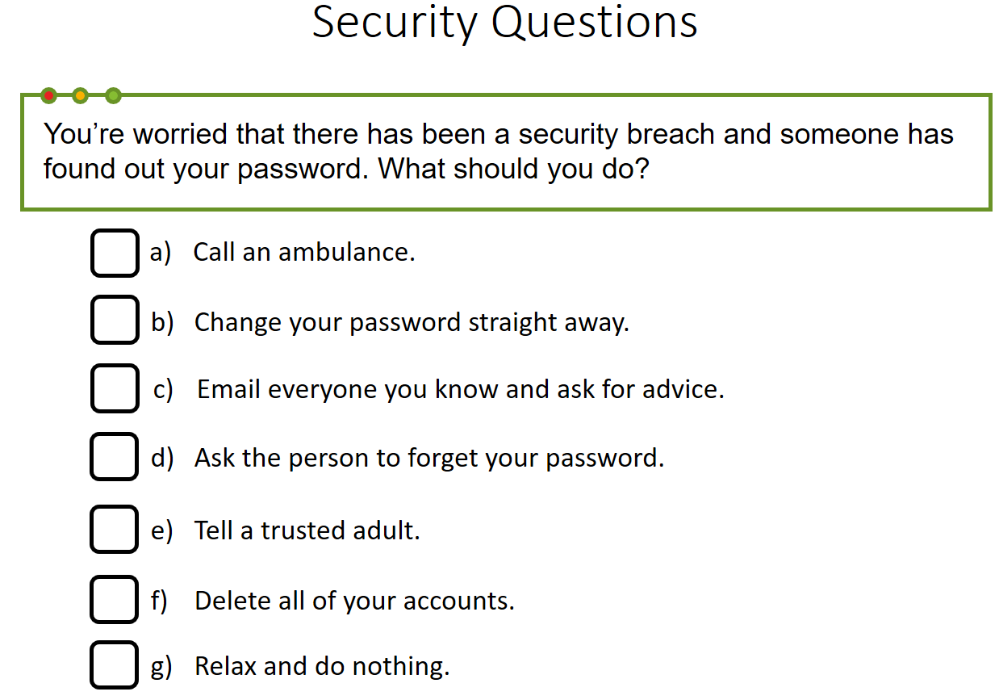 Security Questions
You’re worried that there has been a security breach and someone has
found out your password. What should you do?
a) Call an ambulance.
b) Change your password straight away.
c) Email everyone you know and ask for advice.
d) Ask the person to forget your password.
e) Tell a trusted adult.
f) Delete all of your accounts.
g) Relax and do nothing.